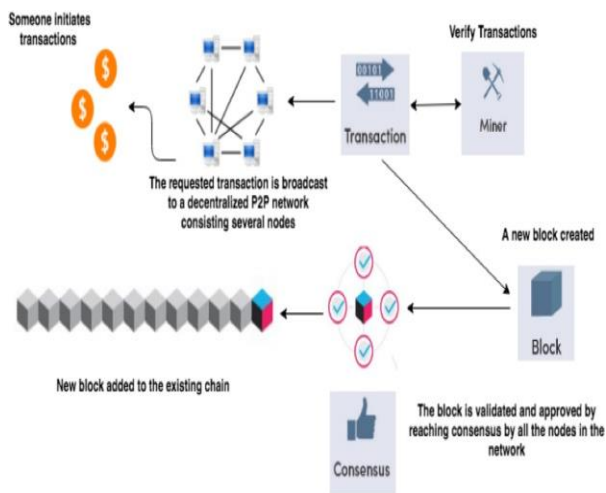 Someone initiates
transactions
$
$
$
The requested transaction is broadcast
to a decentralized P2P network
consisting several nodes
00101
11001
Transaction
Verify Transactions
Miner
A new block created
Block
The block is validated and approved by
reaching consensus by all the nodes in the
network
Consensus
New block added to the existing chain